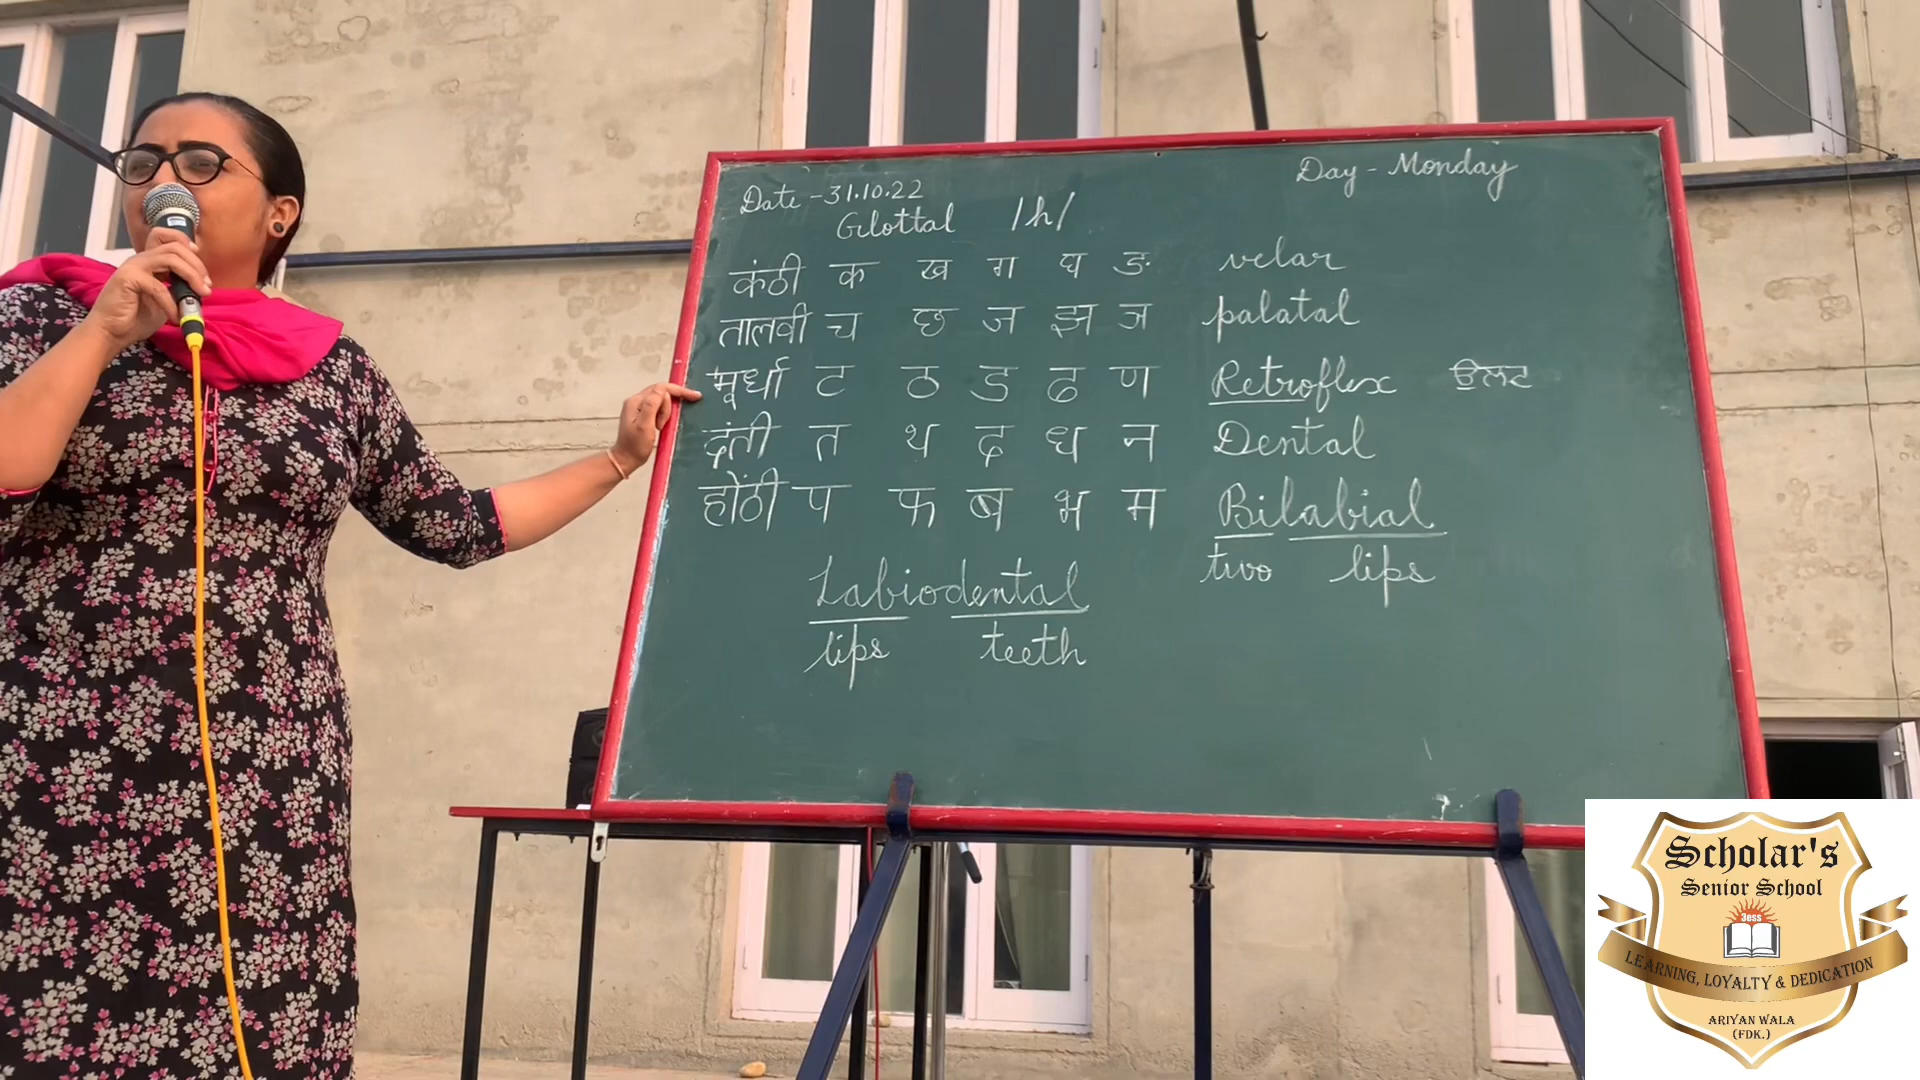 Date - 31.10.22
Day - Monday
Glottal /h/
कंठी क ख ग घ ङ velar
तालवी च छ ज झ ञ palatal
मूर्धा ट ठ ड ढ ण Retroflex ਉਲਟ
दंती त थ द ध न Dental
होंठी प फ ब भ म Bilabial
two lips
Labiodental
lips teeth
Scholar's
Senior School
3ess
LEARNING, LOYALTY & DEDICATION
ARIYAN WALA
(FDK.)